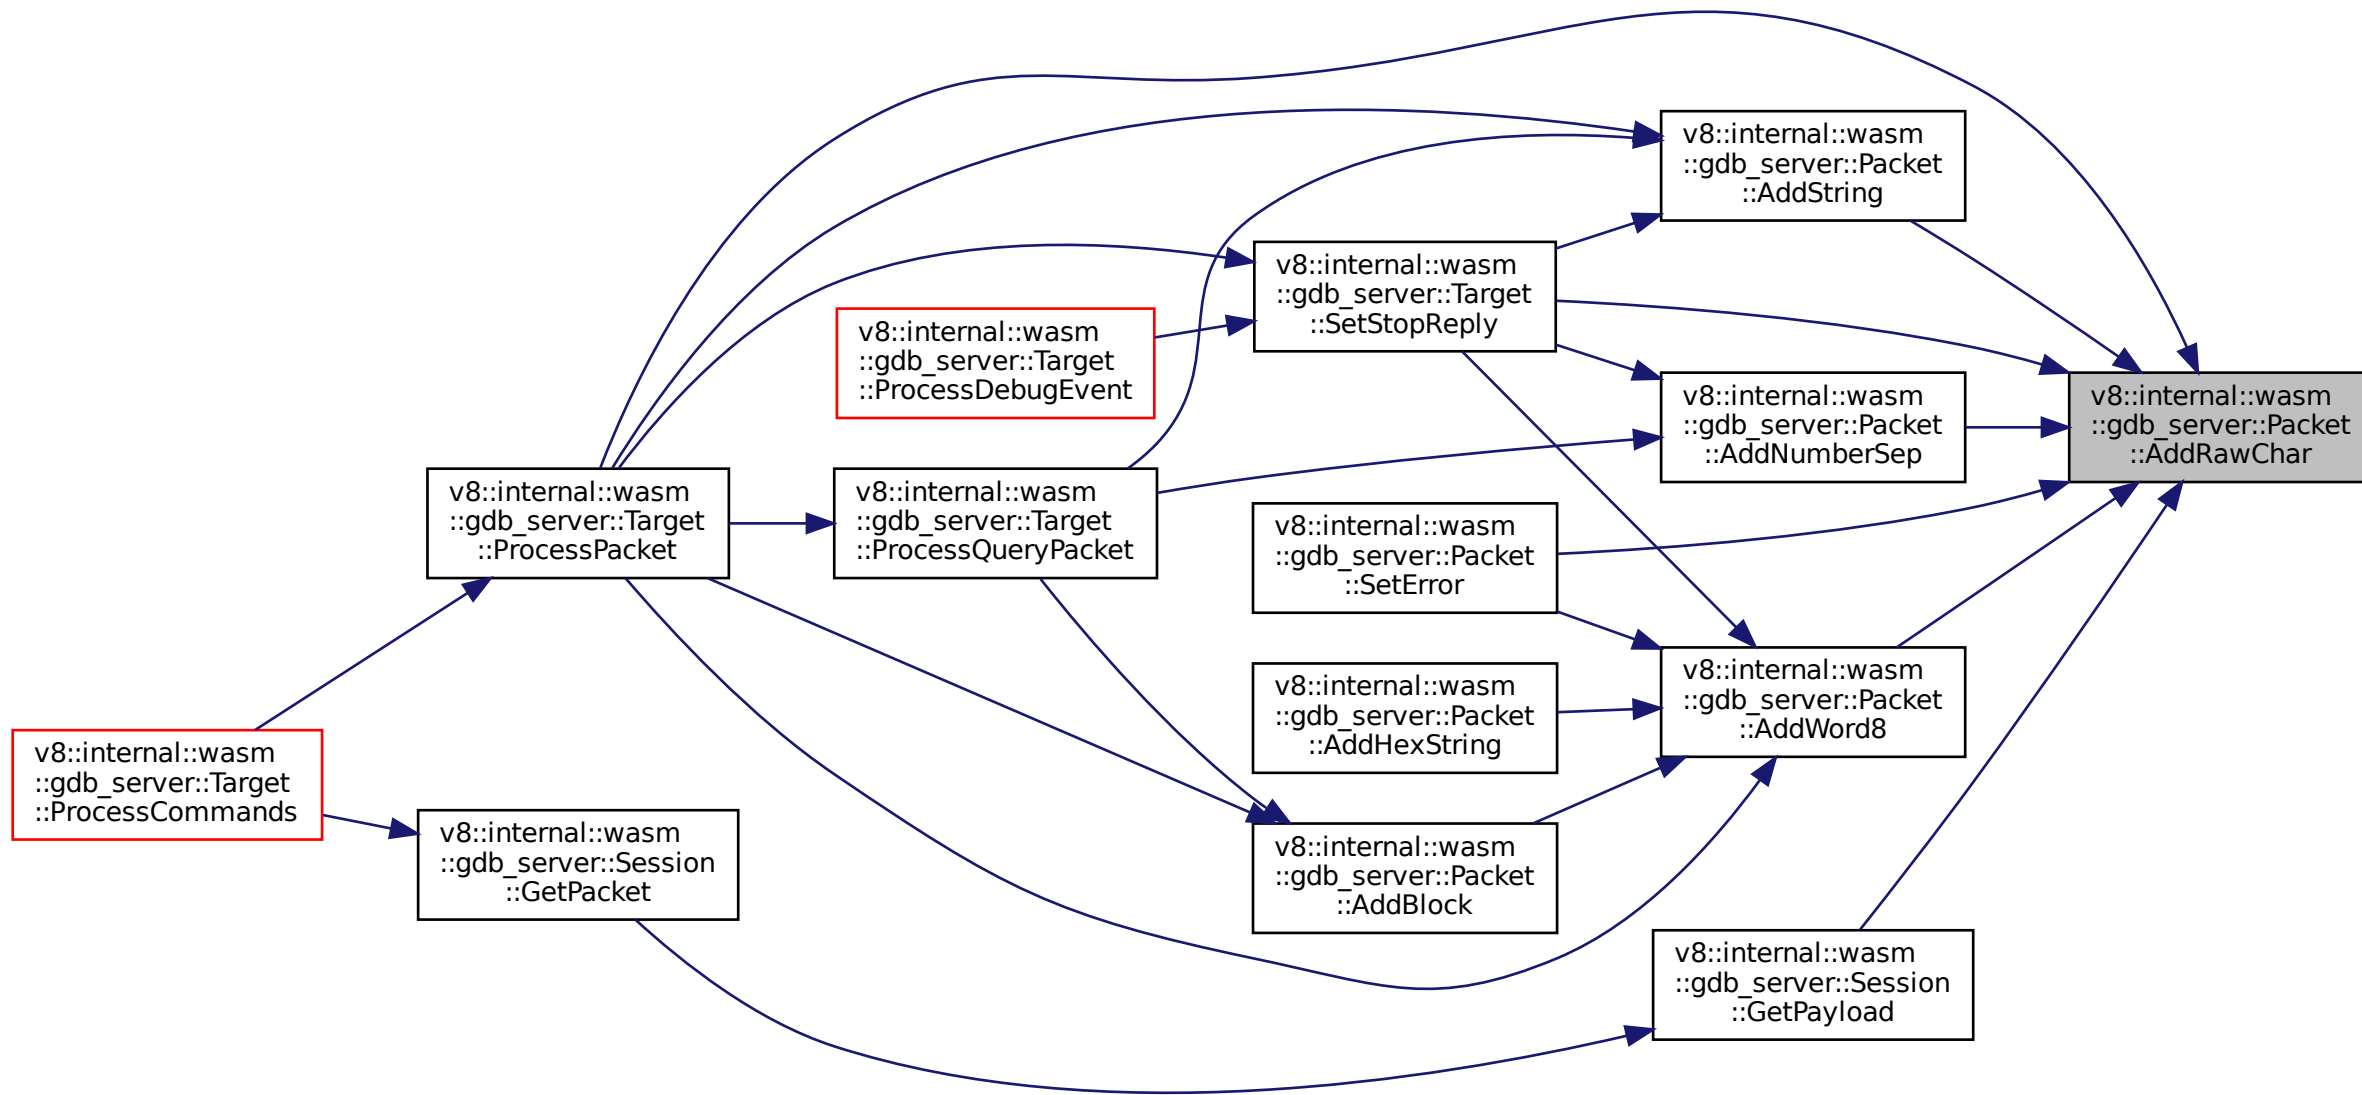 v8::internal::wasm
::gdb_server::Packet
::AddString
v8::internal::wasm
::gdb_server::Target
::SetStopReply
v8::internal::wasm
::gdb_server::Target
::ProcessDebugEvent
v8::internal::wasm
::gdb_server::Packet
::AddNumberSep
v8::internal::wasm
::gdb_server::Packet
::AddRawChar
v8::internal::wasm
::gdb_server::Target
::ProcessPacket
v8::internal::wasm
::gdb_server::Target
::ProcessQueryPacket
v8::internal::wasm
::gdb_server::Packet
::SetError
v8::internal::wasm
::gdb_server::Packet
::AddWord8
v8::internal::wasm
::gdb_server::Packet
::AddHexString
v8::internal::wasm
::gdb_server::Target
::ProcessCommands
v8::internal::wasm
::gdb_server::Session
::GetPacket
v8::internal::wasm
::gdb_server::Packet
::AddBlock
v8::internal::wasm
::gdb_server::Session
::GetPayload